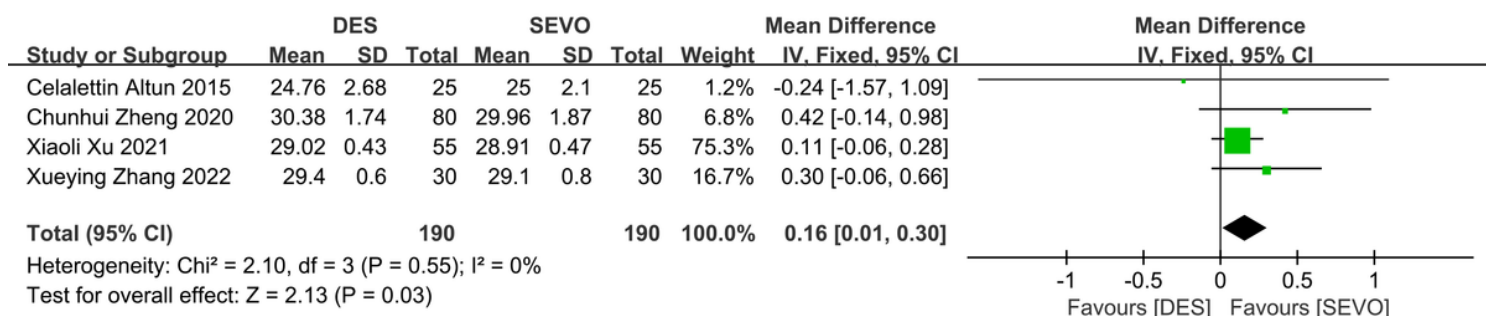 DES SEVO Mean Difference Mean Difference
Study or Subgroup Mean SD Total Mean SD Total Weight IV, Fixed, 95% CI IV, Fixed, 95% CI
Celalettin Altun 2015 24.76 2.68 25 25 2.1 25 1.2% -0.24 [-1.57, 1.09]
Chunhui Zheng 2020 30.38 1.74 80 29.96 1.87 80 6.8% 0.42 [-0.14, 0.98]
Xiaoli Xu 2021 29.02 0.43 55 28.91 0.47 55 75.3% 0.11 [-0.06, 0.28]
Xueying Zhang 2022 29.4 0.6 30 29.1 0.8 30 16.7% 0.30 [-0.06, 0.66]
Total (95% CI) 190 190 100.0% 0.16 [0.01, 0.30]
Heterogeneity: Chi² = 2.10, df = 3 (P = 0.55); I² = 0%
Test for overall effect: Z = 2.13 (P = 0.03)
-1 -0.5 0 0.5 1
Favours [DES] Favours [SEVO]